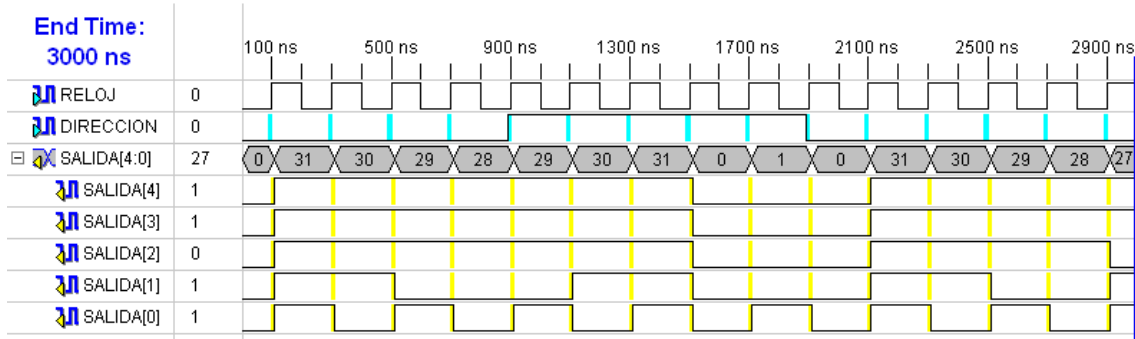 End Time:
3000 ns
100 ns 500 ns 900 ns 1300 ns 1700 ns 2100 ns 2500 ns 2900 ns
RELOJ 0
DIRECCION 0
SALIDA[4:0] 27 0 31 30 29 28 29 30 31 0 1 0 31 30 29 28 27
SALIDA[4] 1
SALIDA[3] 1
SALIDA[2] 0
SALIDA[1] 1
SALIDA[0] 1